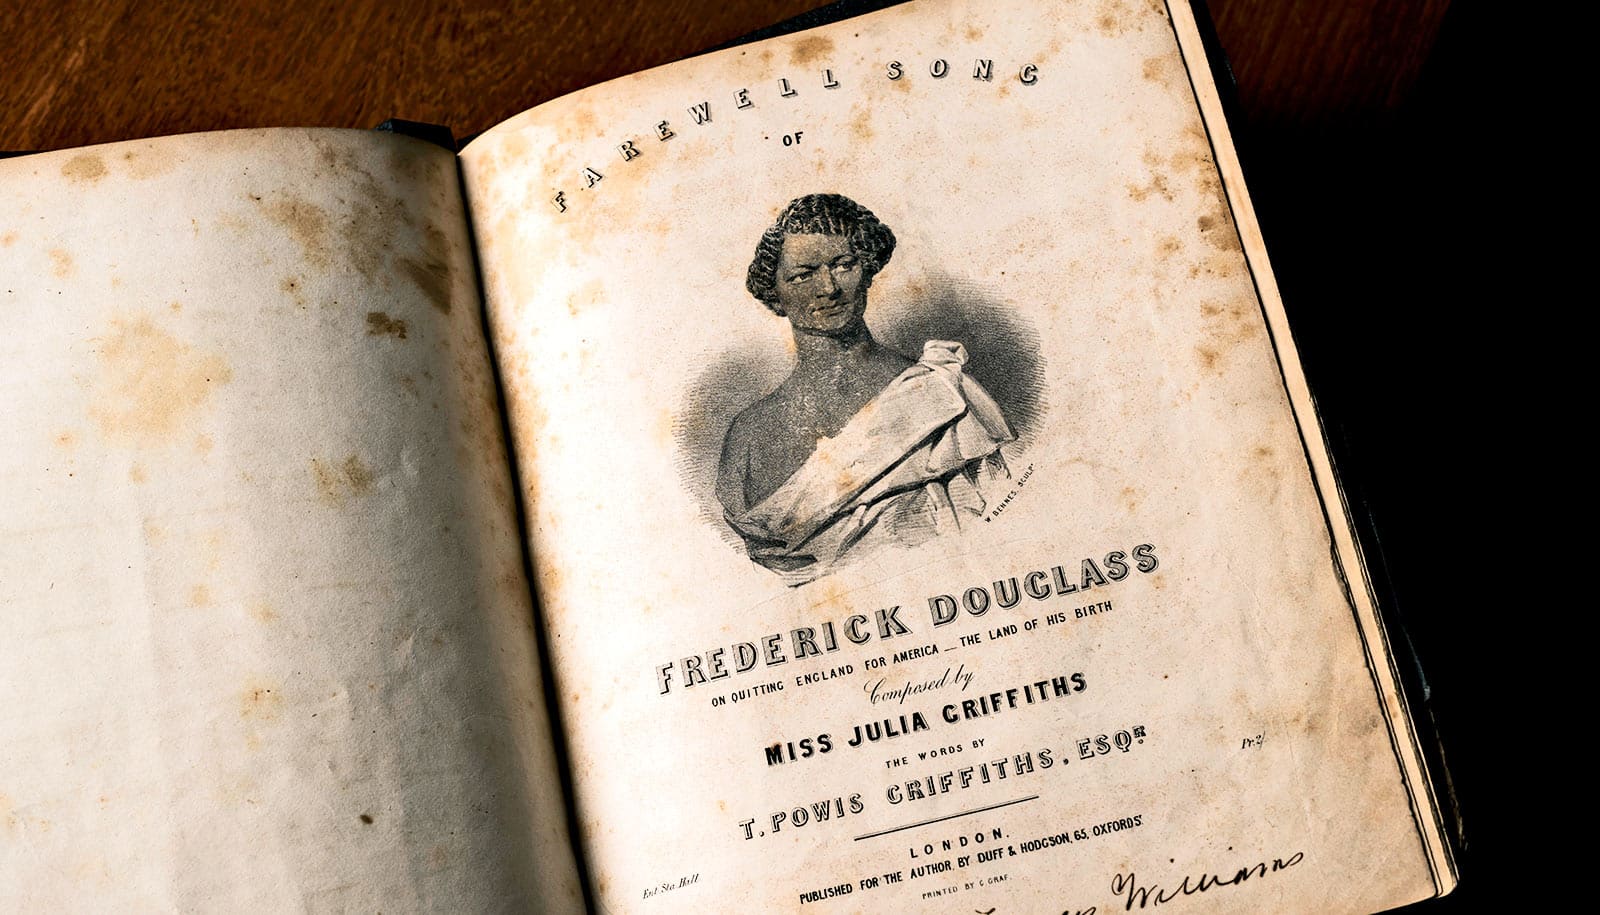 FAREWELL SONG
OF
W. BENNES, SCULPT
FREDERICK DOUGLASS
ON QUITTING ENGLAND FOR AMERICA — THE LAND OF HIS BIRTH
Composed by
MISS JULIA GRIFFITHS
THE WORDS BY
T. POWIS GRIFFITHS, ESQR.
Pr. 2/
LONDON,
PUBLISHED FOR THE AUTHOR, BY DUFF & HODGSON, 65, OXFORD ST.
Ent. Sta. Hall
PRINTED BY C GRAF.
Williams